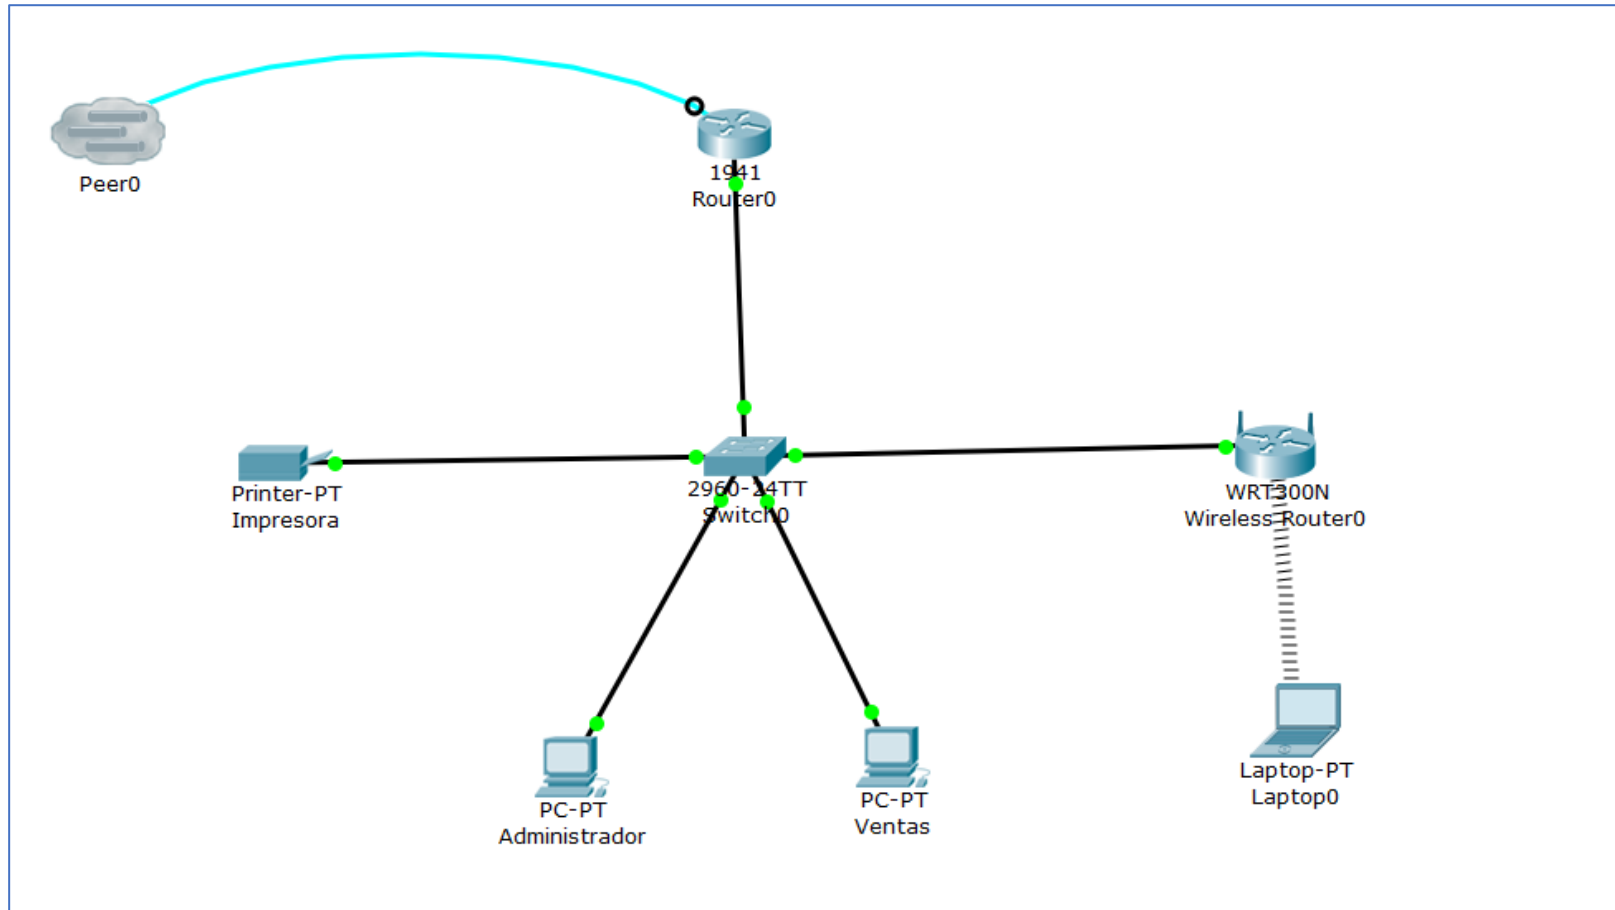 Peer0
1941
Router0
Printer-PT
Impresora
2960-24TT
Switch0
WRT300N
Wireless Router0
PC-PT
Administrador
PC-PT
Ventas
Laptop-PT
Laptop0